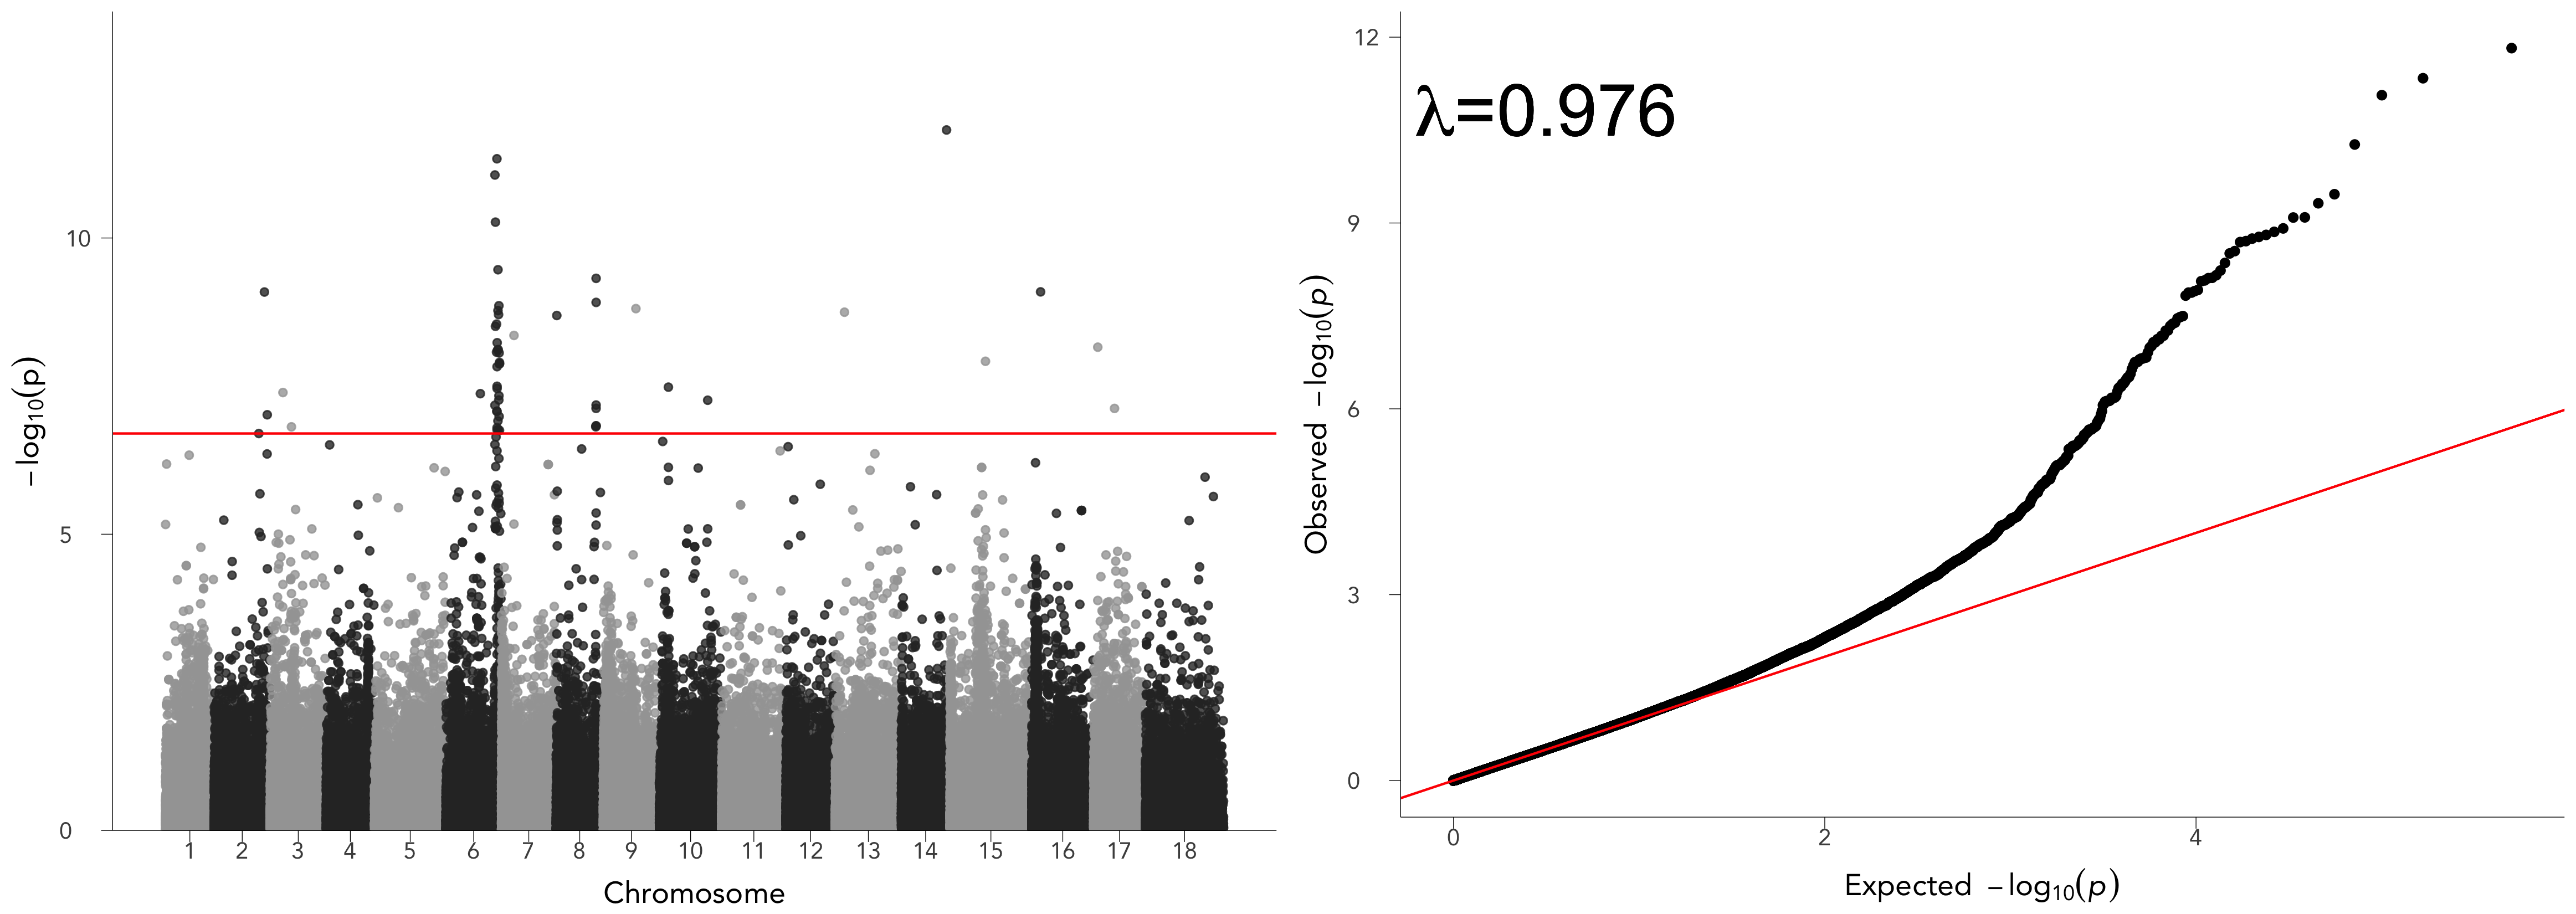 10
5
0
−log₁₀(p)
1 2 3 4 5 6 7 8 9 10 11 12 13 14 15 16 17 18
Chromosome
λ=0.976
12
9
6
3
0
Observed −log₁₀(p)
0 2 4
Expected −log₁₀(p)